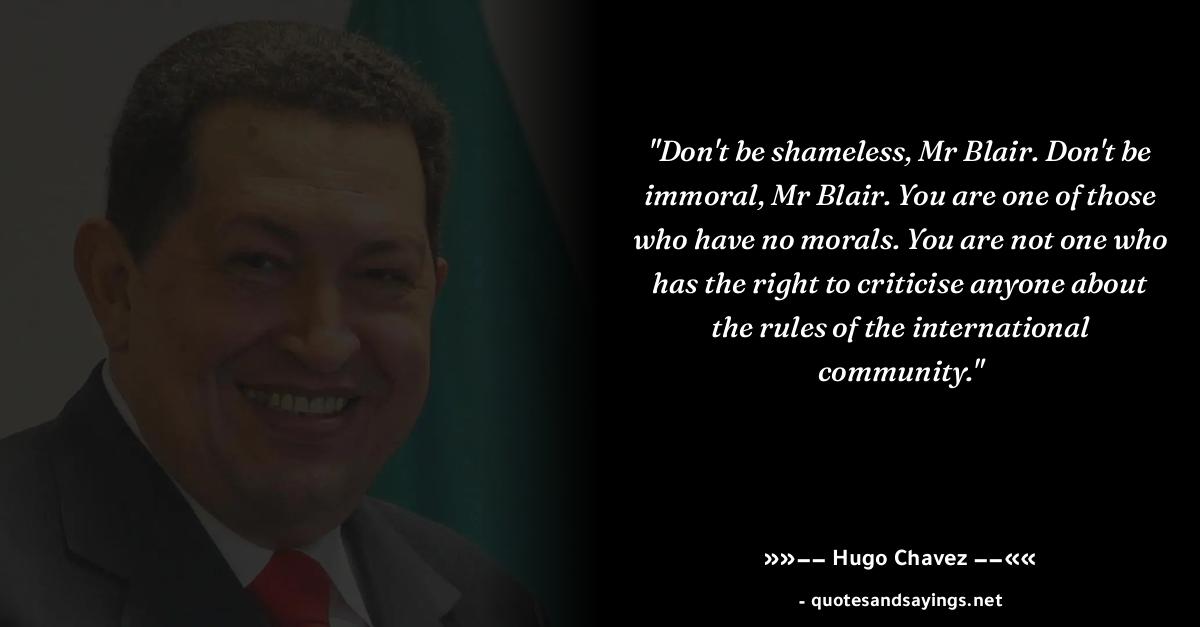 "Don't be shameless, Mr Blair. Don't be
immoral, Mr Blair. You are one of those
who have no morals. You are not one who
has the right to criticise anyone about
the rules of the international
community."
»»–– Hugo Chavez ––««
- quotesandsayings.net